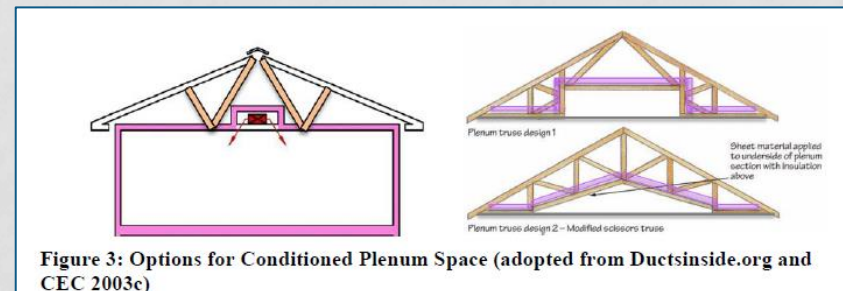 Plenum truss design 1
Sheet material applied
to underside of plenum
section with insulation
above
Plenum truss design 2 – Modified scissors truss
Figure 3: Options for Conditioned Plenum Space (adopted from Ductsinside.org and
CEC 2003c)